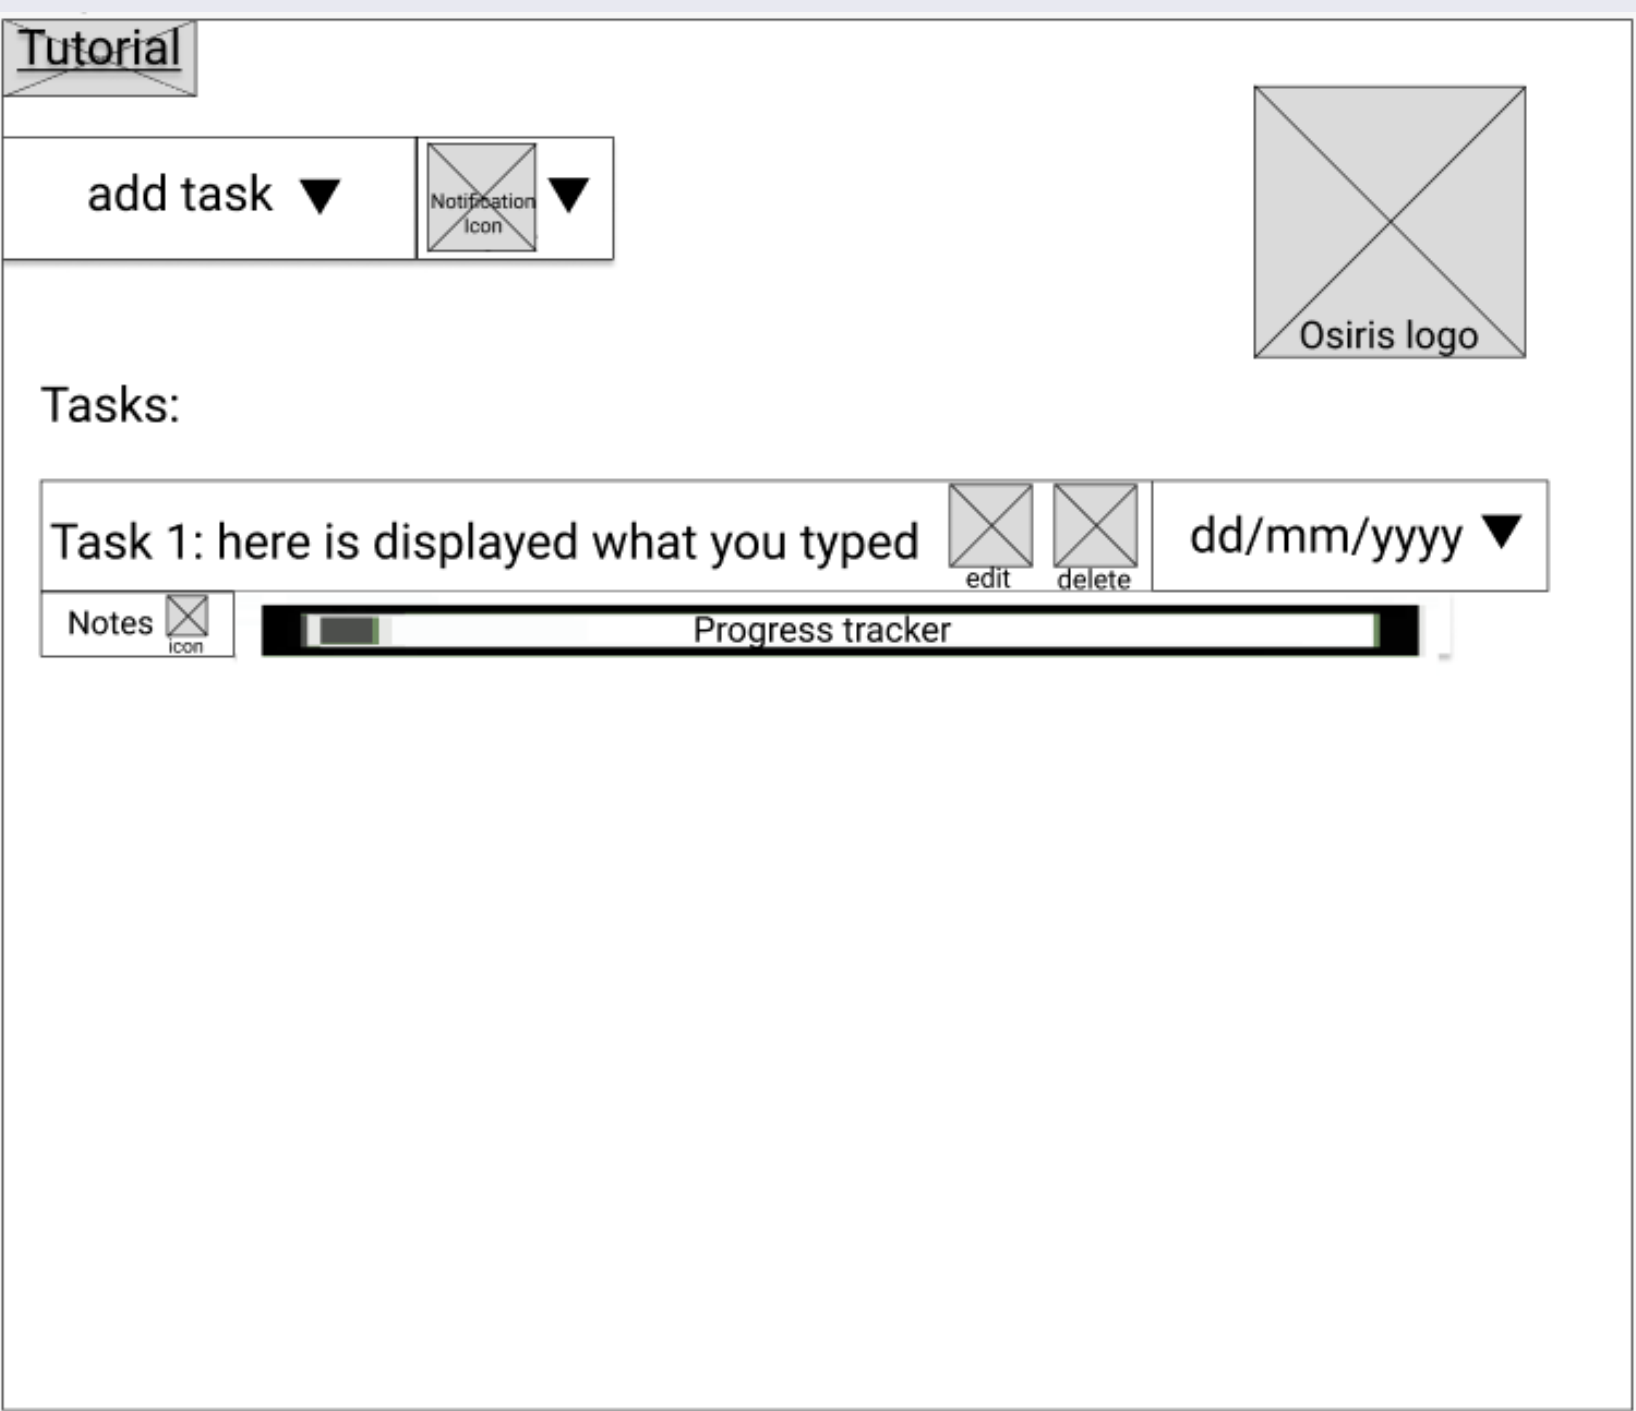 Tutorial
add task
Notification
Icon
Osiris logo
Tasks:
Task 1: here is displayed what you typed
edit
delete
dd/mm/yyyy
Notes
icon
Progress tracker